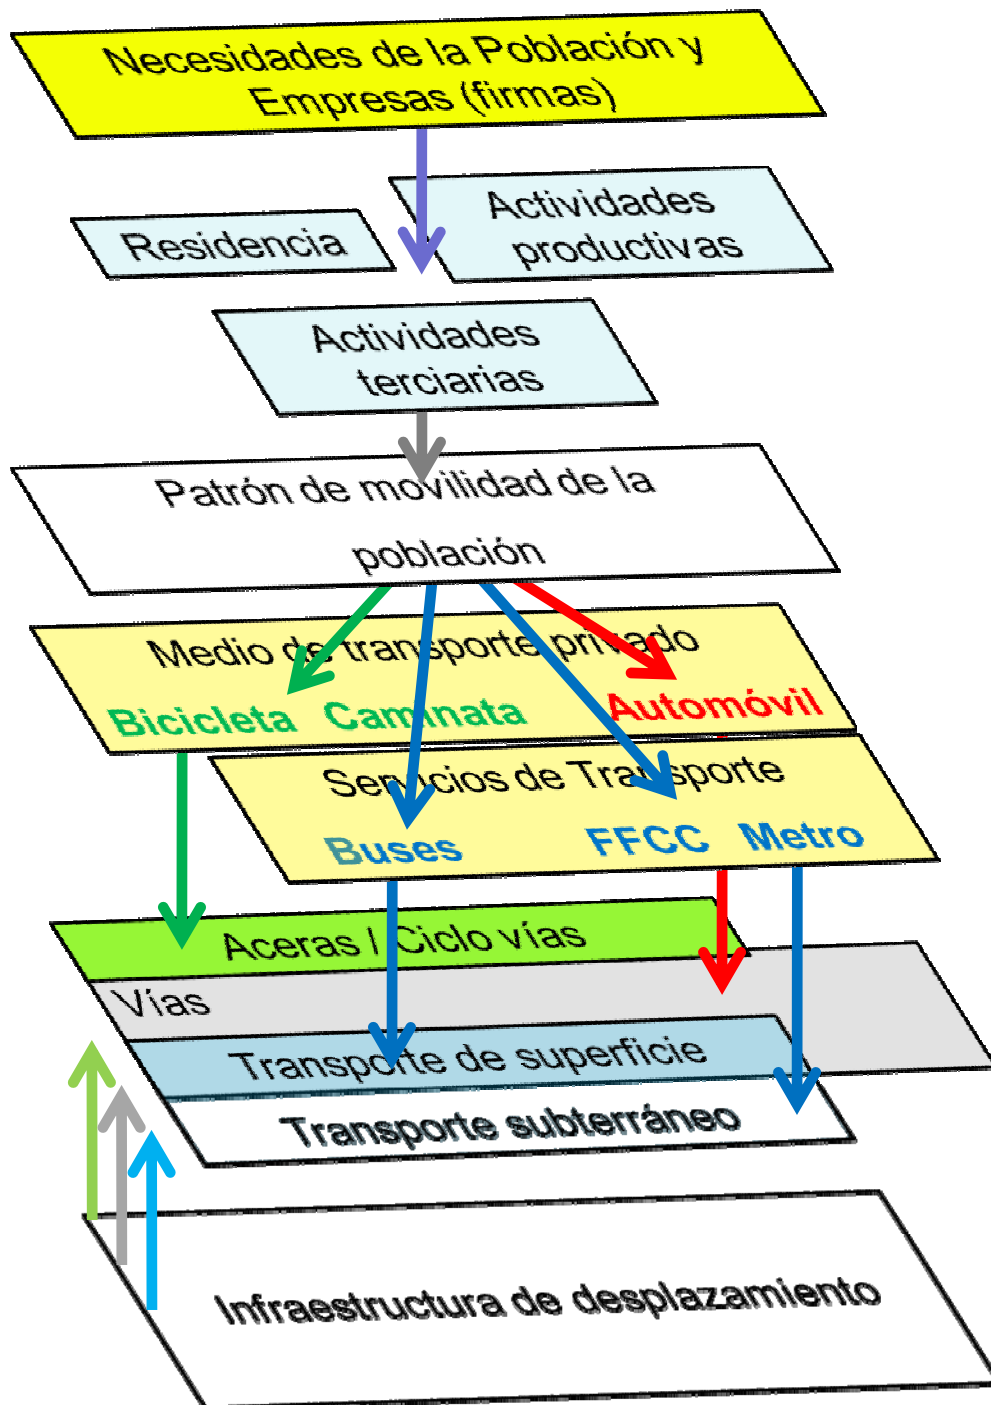 Necesidades de la Población y
Empresas (firmas)
Actividades
productivas
Residencia
Actividades
terciarias
Patrón de movilidad de la
población
Medio de transporte privado
Bicicleta Caminata Automóvil
Servicios de Transporte
Buses FFCC Metro
Aceras / Ciclo vías
Vías
Transporte de superficie
Transporte subterráneo
Infraestructura de desplazamiento